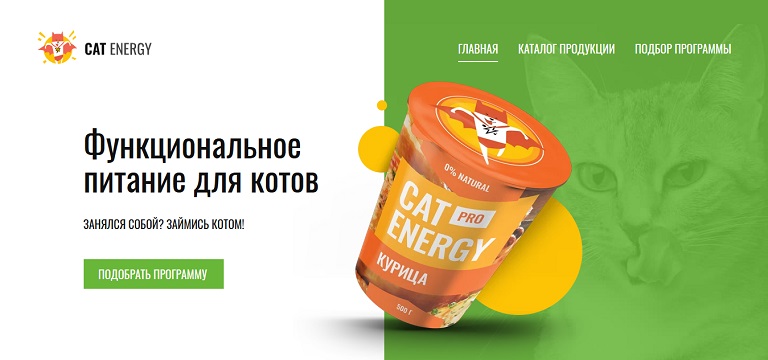 CAT ENERGY
ГЛАВНАЯ
КАТАЛОГ ПРОДУКЦИИ
ПОДБОР ПРОГРАММЫ
Функциональное
питание для котов
ЗАНЯЛСЯ СОБОЙ? ЗАЙМИСЬ КОТОМ!
ПОДОБРАТЬ ПРОГРАММУ
0% NATURAL
CAT PRO
ENERGY
КУРИЦА
500 Г